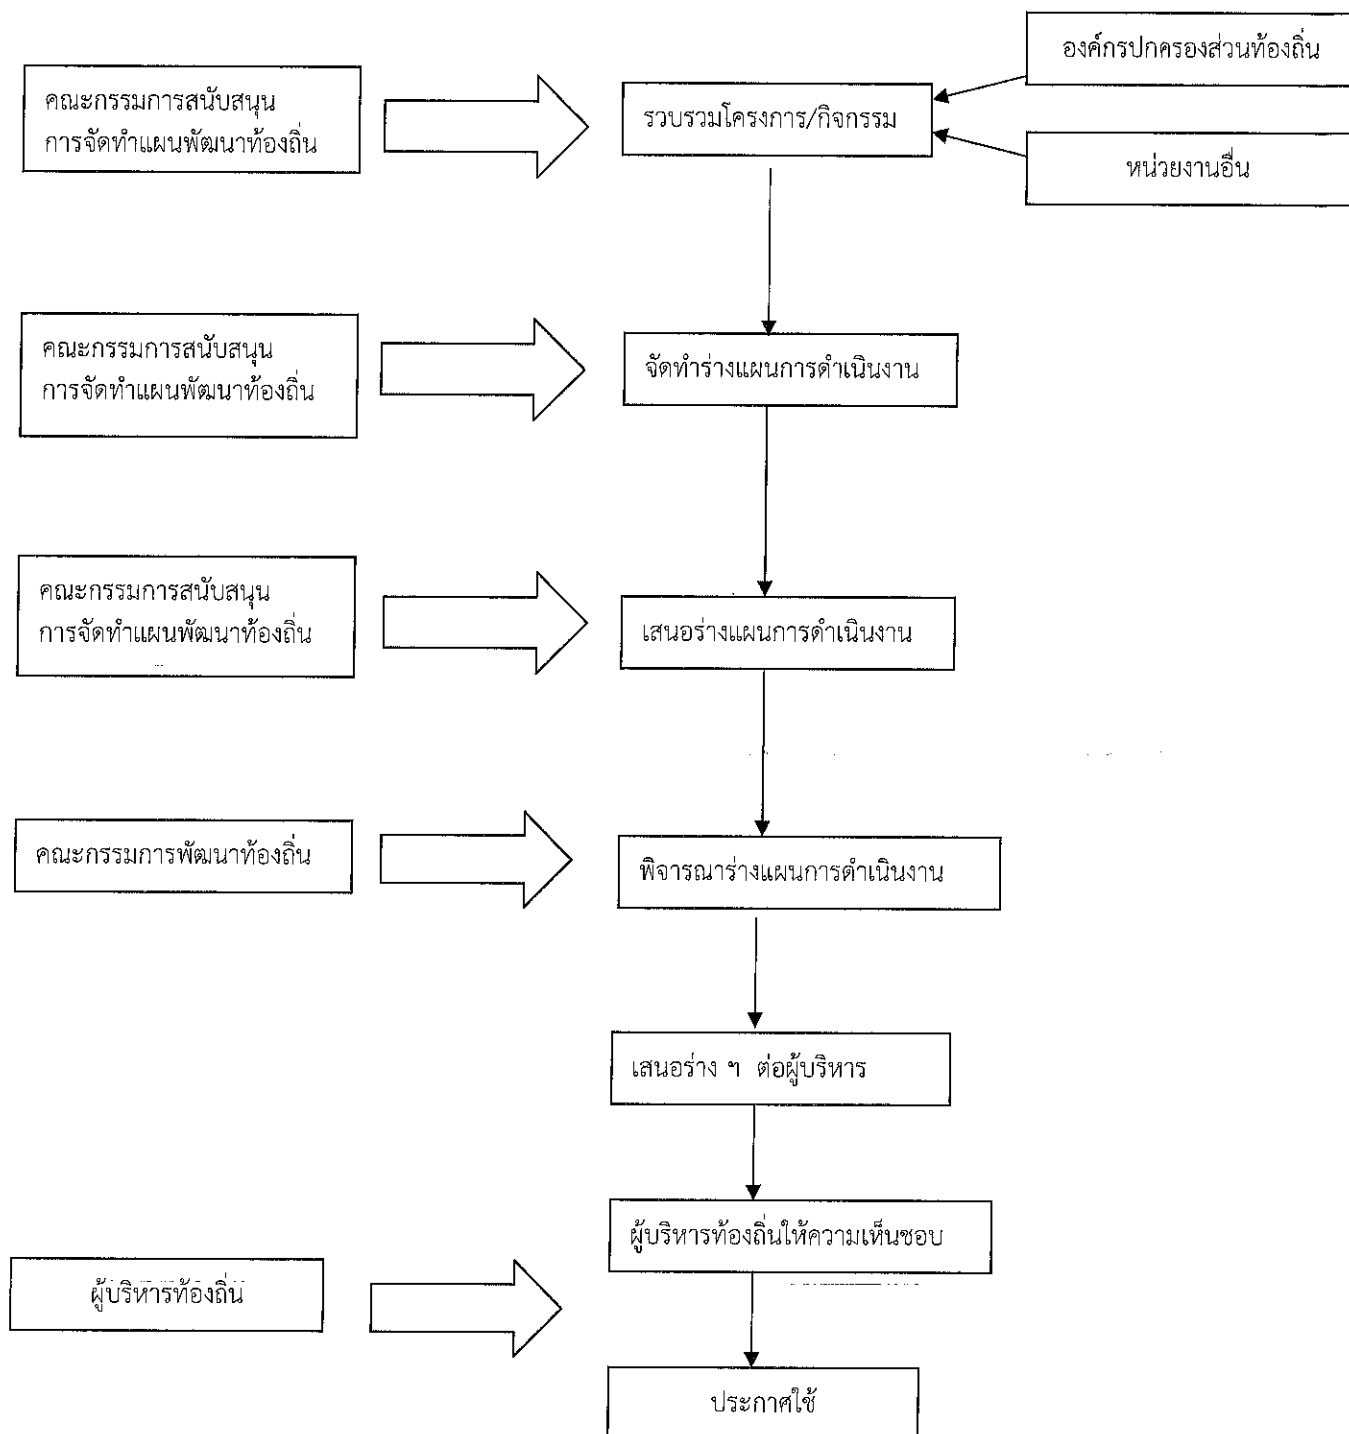 องค์กรปกครองส่วนท้องถิ่น
คณะกรรมการสนับสนุน
การจัดทำแผนพัฒนาท้องถิ่น
รวบรวมโครงการ/กิจกรรม
หน่วยงานอื่น
คณะกรรมการสนับสนุน
การจัดทำแผนพัฒนาท้องถิ่น
จัดทำร่างแผนการดำเนินงาน
คณะกรรมการสนับสนุน
การจัดทำแผนพัฒนาท้องถิ่น
เสนอร่างแผนการดำเนินงาน
คณะกรรมการพัฒนาท้องถิ่น
พิจารณาร่างแผนการดำเนินงาน
เสนอร่าง ฯ ต่อผู้บริหาร
ผู้บริหารท้องถิ่นให้ความเห็นชอบ
ผู้บริหารท้องถิ่น
ประกาศใช้